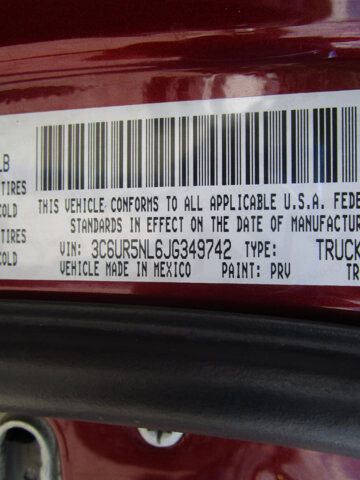 LB
TIRES
COLD
THIS VEHICLE CONFORMS TO ALL APPLICABLE U.S.A. FEDE
TIRES
STANDARDS IN EFFECT ON THE DATE OF MANUFACTUR
COLD
VIN: 3C6UR5NL6JG349742 TYPE: TRUCK
VEHICLE MADE IN MEXICO PAINT: PRV TR